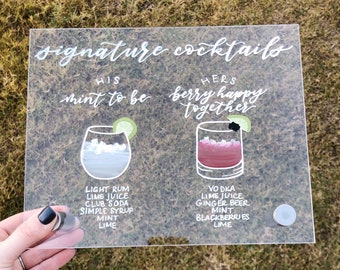 signature cocktails
HIS
mint to be
LIGHT RUM
LIME JUICE
CLUB SODA
SIMPLE SYRUP
MINT
LIME
HERS
berry happy
together
VODKA
LIME JUICE
GINGER BEER
MINT
BLACKBERRIES
LIME